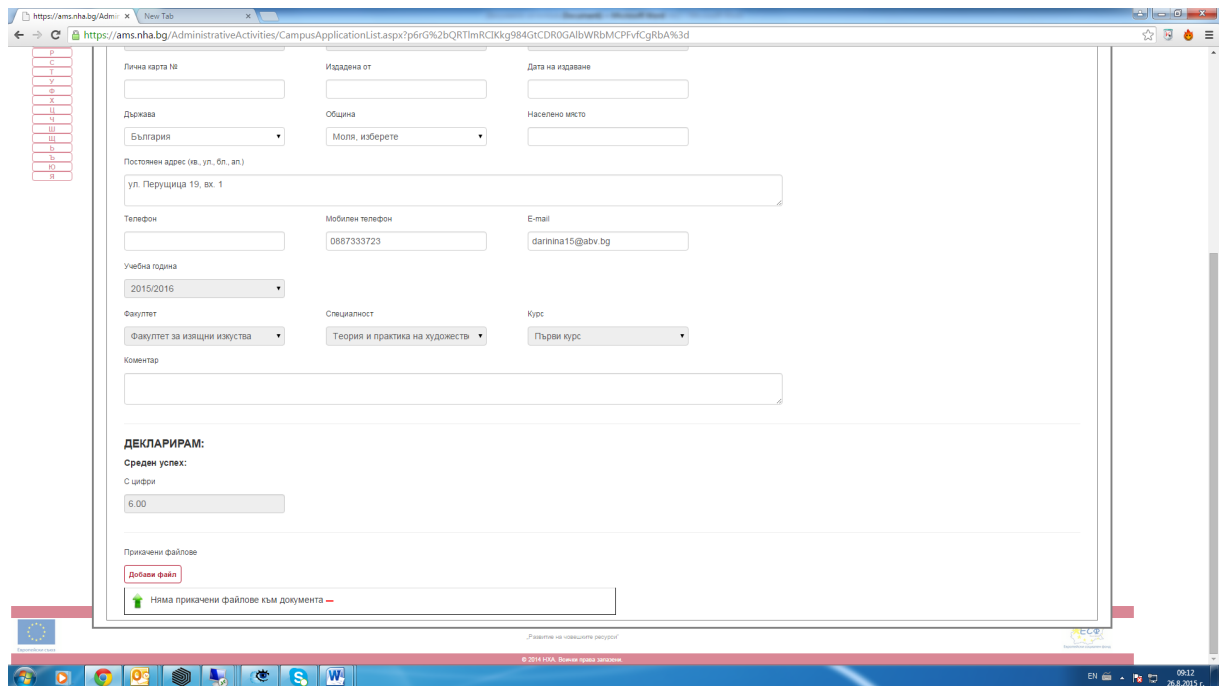 https://ams.nha.bg/Admir × New Tab ×
https://ams.nha.bg/AdministrativeActivities/CampusApplicationList.aspx?p6rG%2bQRTlmRCIKkg984GtCDR0GAlbWRbMCPFvfCgRbA%3d
Р
С
Т
У
Ф
Х
Ц
Ч
Ш
Щ
Ь
Ъ
Ю
Я
Лична карта № Издадена от Дата на издаване
Държава Община Населено място
България Моля, изберете
Постоянен адрес (кв., ул., бл., ап.)
ул. Перущица 19, вх. 1
Телефон Мобилен телефон E-mail
0887333723 darinina15@abv.bg
Учебна година
2015/2016
Факултет Специалност Курс
Факултет за изящни изкуства Теория и практика на художеств Първи курс
Коментар
ДЕКЛАРИРАМ:
Среден успех:
С цифри
6.00
Прикачени файлове
Добави файл
Няма прикачени файлове към документа
„Развитие на човешките ресурси“
ЕСФ
© 2014 НХА. Всички права запазени.
EN 09:12
26.8.2015 г.